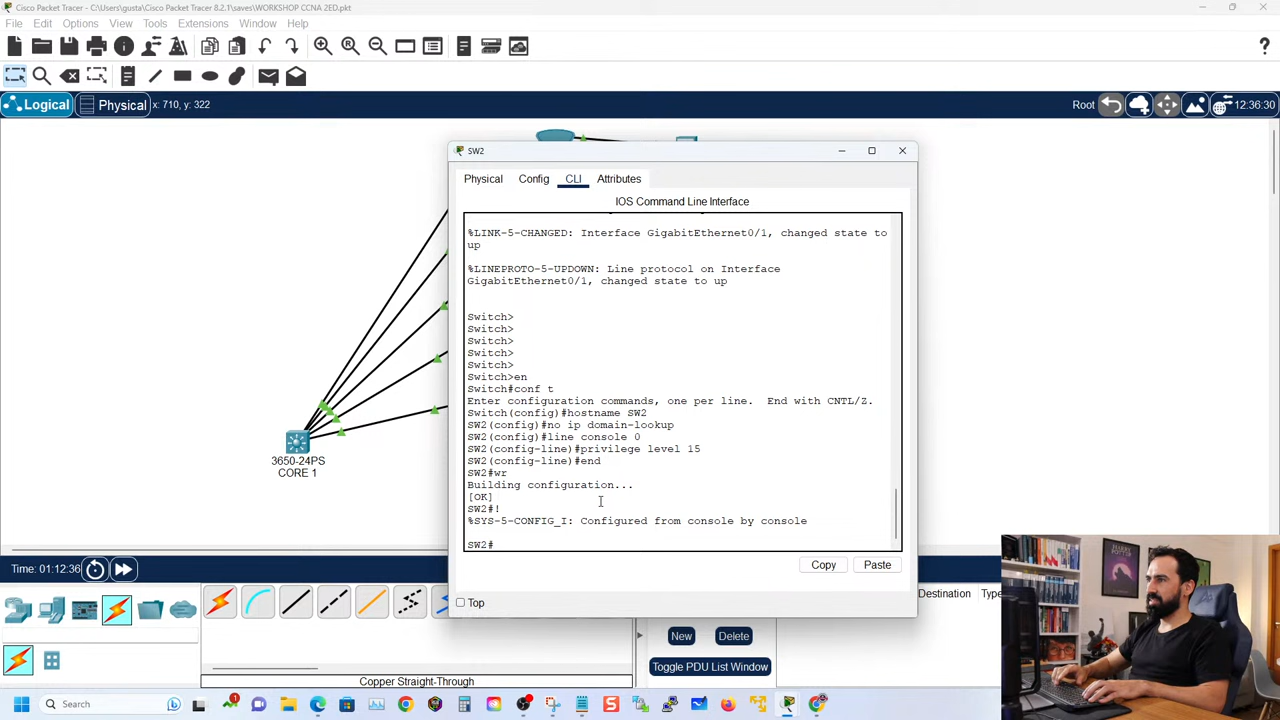 Cisco Packet Tracer - C:\Users\gusta\Cisco Packet Tracer 8.2.1\saves\WORKSHOP CCNA 2ED.pkt
File Edit Options View Tools Extensions Window Help
Logical Physical x: 710, y: 322 Root 12:36:30
SW2
Physical Config CLI Attributes
IOS Command Line Interface
%LINK-5-CHANGED: Interface GigabitEthernet0/1, changed state to
up
%LINEPROTO-5-UPDOWN: Line protocol on Interface
GigabitEthernet0/1, changed state to up
Switch>
Switch>
Switch>
Switch>
Switch>
Switch>en
Switch#conf t
Enter configuration commands, one per line. End with CNTL/Z.
Switch(config)#hostname SW2
SW2(config)#no ip domain-lookup
SW2(config)#line console 0
SW2(config-line)#privilege level 15
SW2(config-line)#end
SW2#wr
Building configuration...
[OK]
SW2#!
%SYS-5-CONFIG_I: Configured from console by console
SW2#
3650-24PS
CORE 1
Copy Paste
Top
Time: 01:12:36
Destination
New Delete
Toggle PDU List Window
Copper Straight-Through
Search